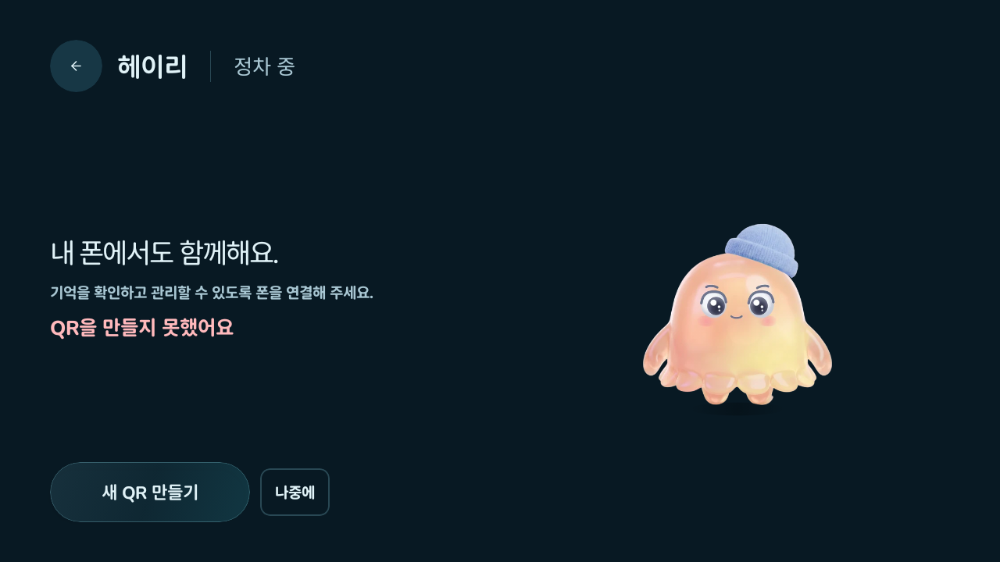 헤이리
정차 중
내 폰에서도 함께해요.
기억을 확인하고 관리할 수 있도록 폰을 연결해 주세요.
QR을 만들지 못했어요
새 QR 만들기
나중에